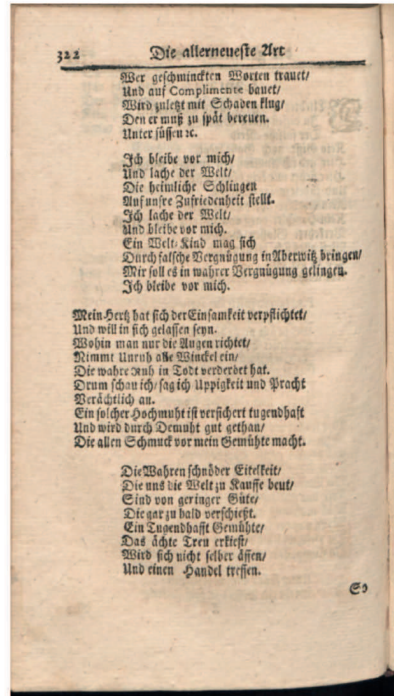 322 Die allerneueste Art
Wer geschminckten Worten trauet/
Und auf Complimente bauet/
Wird zuletzt mit Schaden klug/
Den er muß zu spät bereuen.
Unter süssen ꝛc.
Ich bleibe vor mich/
Und lache der Welt/
Die heimliche Schlingen
Auf unsre Zufriedenheit stellt.
Ich lache der Welt/
Und bleibe vor mich.
Ein Welt-Kind mag sich
Durch falsche Vergnügung in Aberwitz bringen/
Mir soll es in wahrer Vergnügung gelingen.
Ich bleibe vor mich.
Mein Hertz hat sich der Einsamkeit verpflichtet/
Und will in sich gelassen seyn.
Wohin man nur die Augen richtet/
Nimmt Unruh alle Winckel ein/
Die wahre Ruh in Todt verderbet hat.
Drum schau ich/ sag ich Uppigkeit und Pracht
Verächtlich an.
Ein solcher Hochmuht ist versichert tugendhaft
Und wird durch Demuht gut gethan/
Die allen Schmuck vor mein Gemühte macht.
Die Wahren schnöder Eitelkeit/
Die uns die Welt zu Kauffe beut/
Sind von geringer Güte/
Die gar zu bald verschießt.
Ein Tugendhafft Gemühte/
Das ächte Treu erkiest/
Wird sich nicht selber äffen/
Und einen Handel treffen.
So